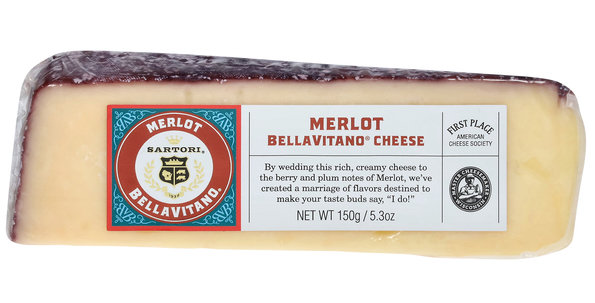 MERLOT
SARTORI®
BELLAVITANO®
MERLOT
BELLAVITANO® CHEESE
By wedding this rich, creamy cheese to
the berry and plum notes of Merlot, we've
created a marriage of flavors destined to
make your taste buds say, "I do!"
NET WT 150g / 5.3oz
FIRST PLACE
AMERICAN
CHEESE SOCIETY
MASTER CHEESEMAKER
WISCONSIN